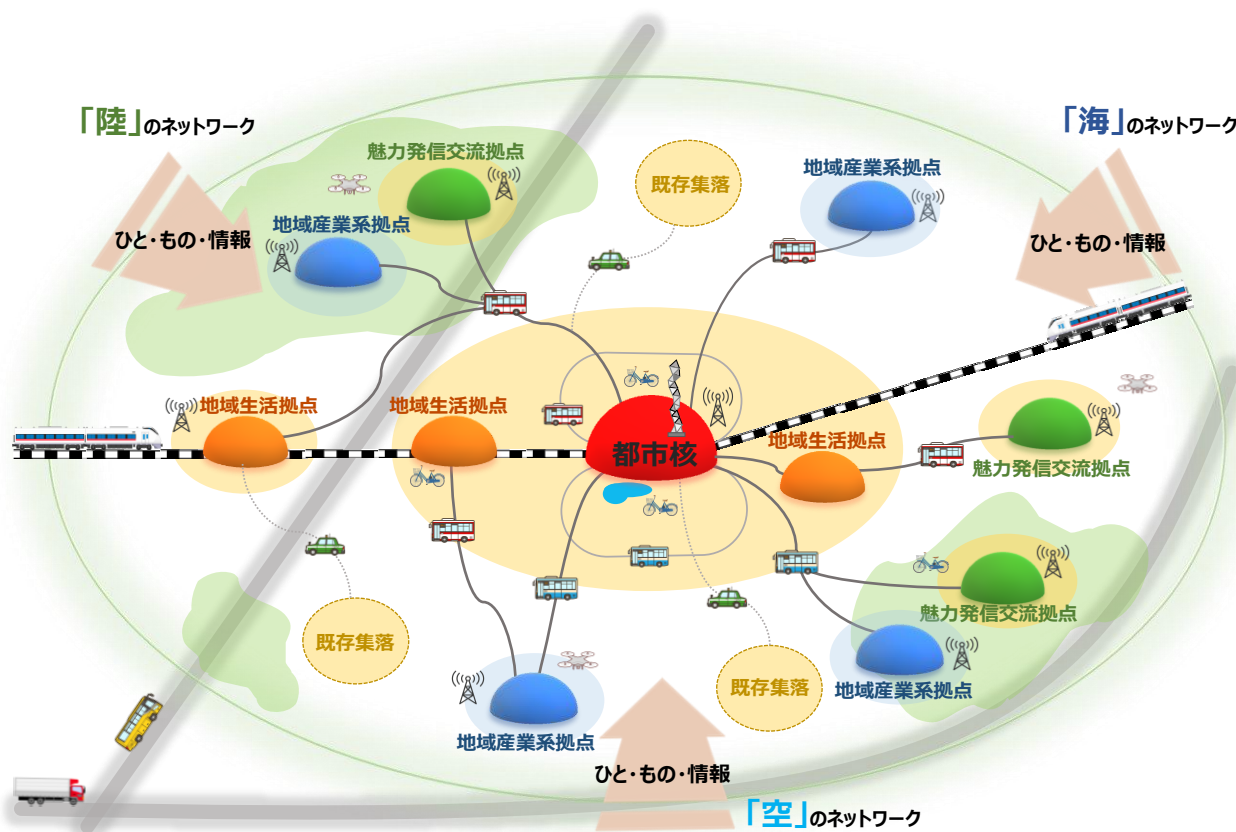 「陸」のネットワーク
「海」のネットワーク
魅力発信交流拠点
既存集落
地域産業系拠点
地域産業系拠点
ひと・もの・情報
ひと・もの・情報
地域生活拠点
地域生活拠点
都市核
地域生活拠点
魅力発信交流拠点
魅力発信交流拠点
既存集落
既存集落
地域産業系拠点
地域産業系拠点
ひと・もの・情報
「空」のネットワーク